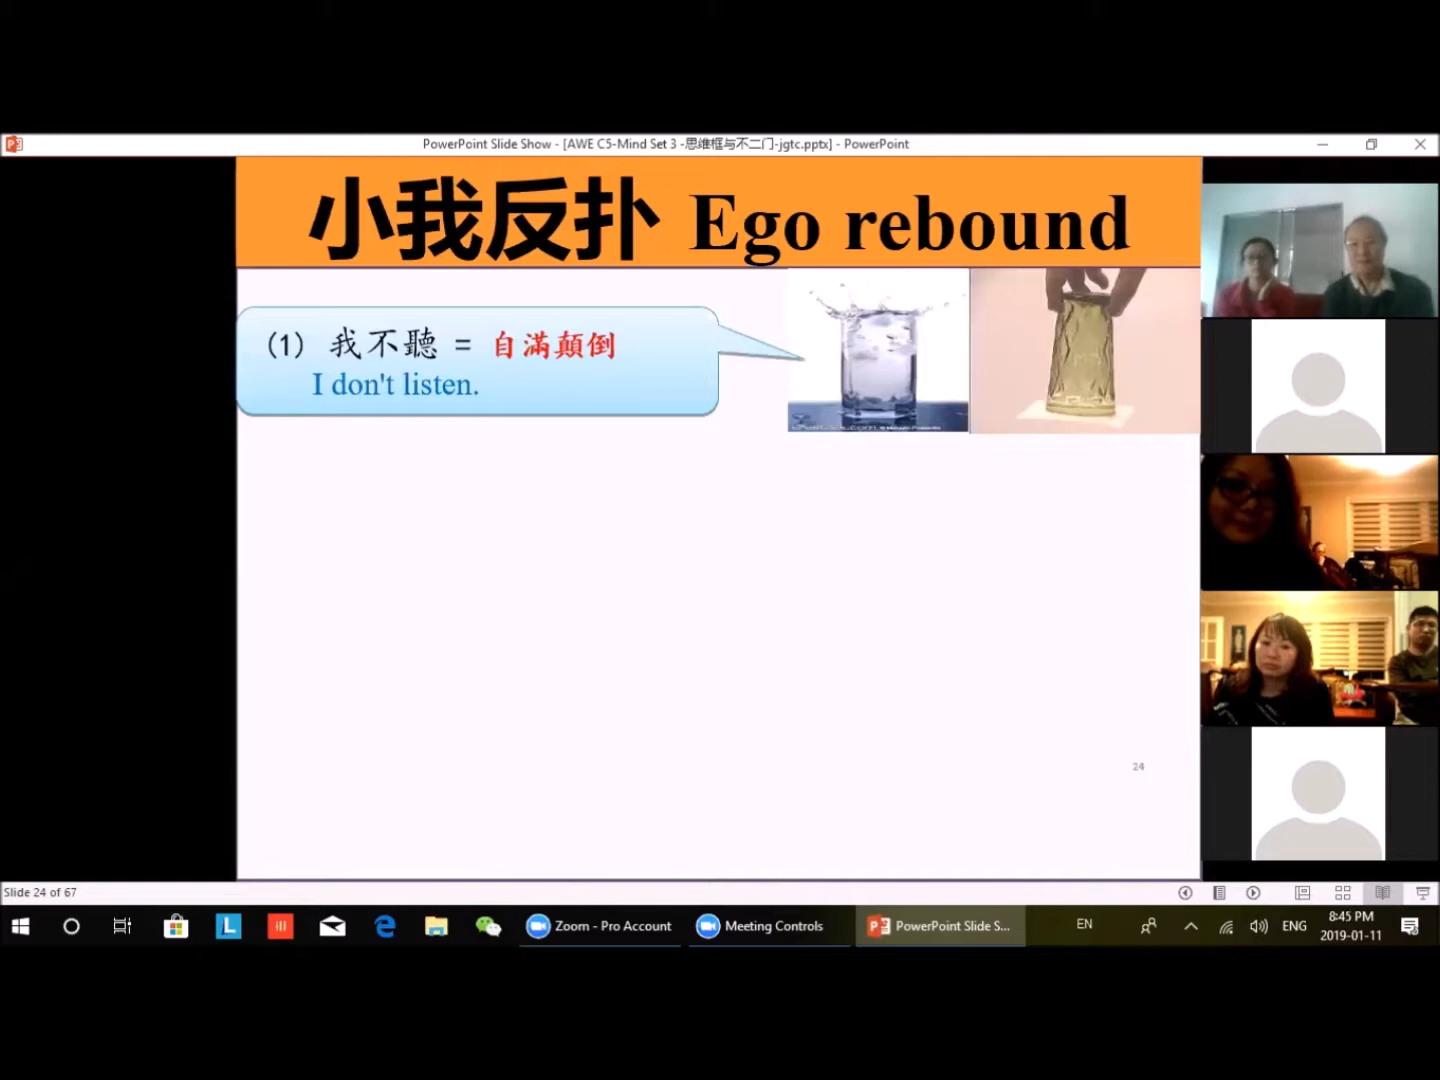 PowerPoint Slide Show - [AWE C5-Mind Set 3 -思维框与不二门-jgtc.pptx] - PowerPoint
小我反扑 Ego rebound
(1) 我不聽 = 自滿顛倒
I don't listen.
24
Slide 24 of 67
Zoom - Pro Account
Meeting Controls
PowerPoint Slide S...
EN
ENG
8:45 PM
2019-01-11